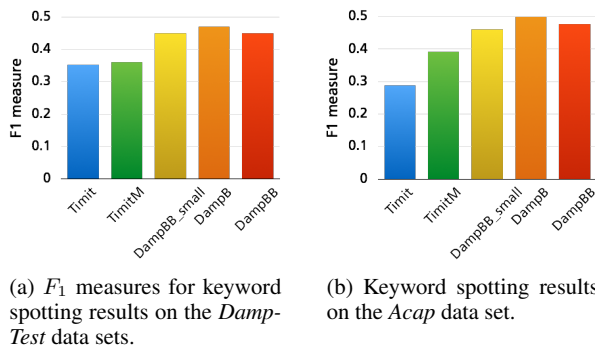 F1 measure
0.5
0.4
0.3
0.2
0.1
0
Timit
TimitM
DampBB_small
DampB
DampBB
(a) F1 measures for keyword
spotting results on the Damp-
Test data sets.
F1 measure
0.5
0.4
0.3
0.2
0.1
0
Timit
TimitM
DampBB_small
DampB
DampBB
(b) Keyword spotting results
on the Acap data set.